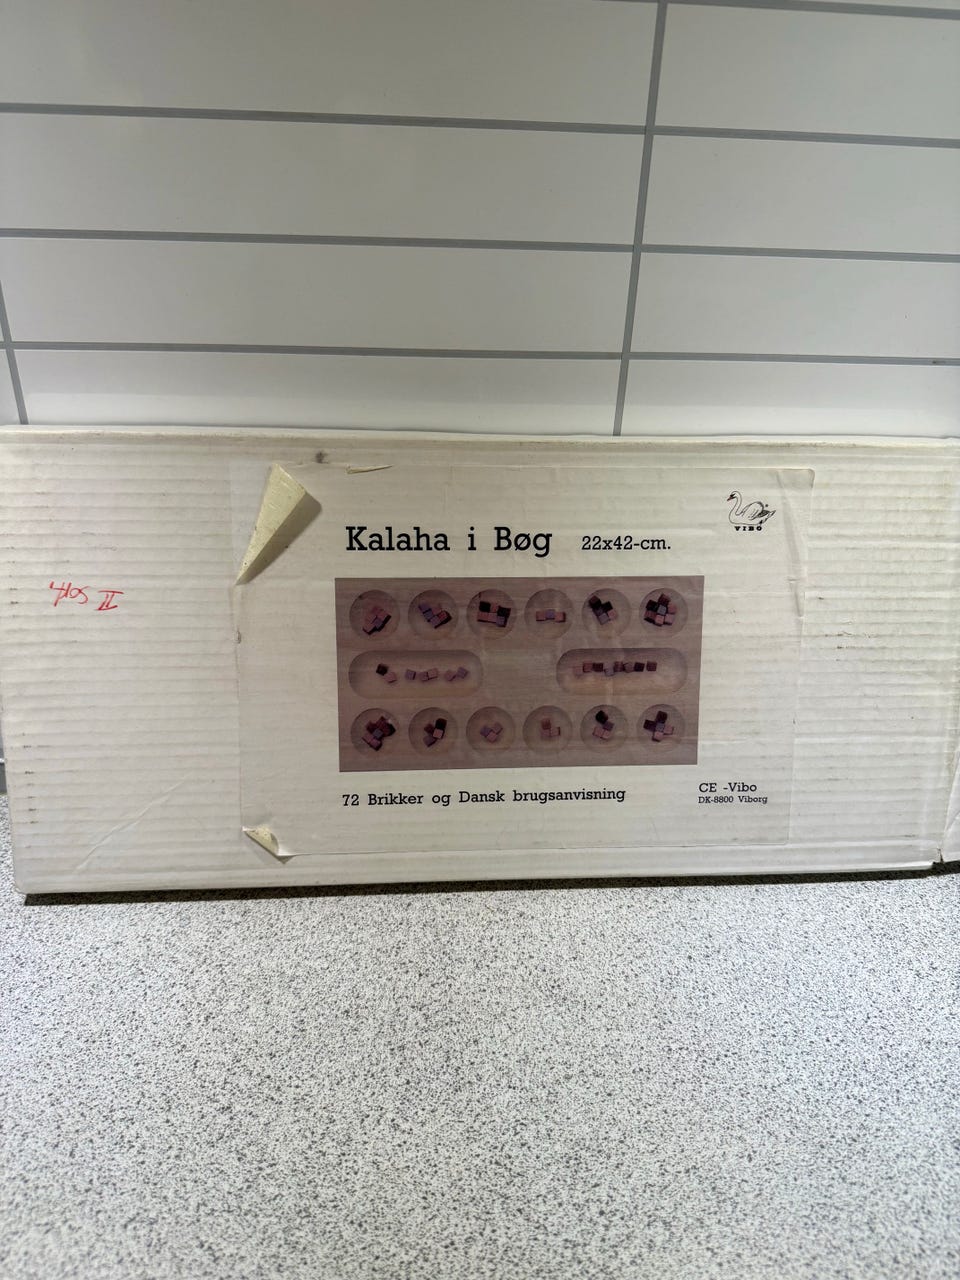 Kalaha i Bøg 22x42-cm.
VIBO
72 Brikker og Dansk brugsanvisning
CE -Vibo
DK-8800 Viborg